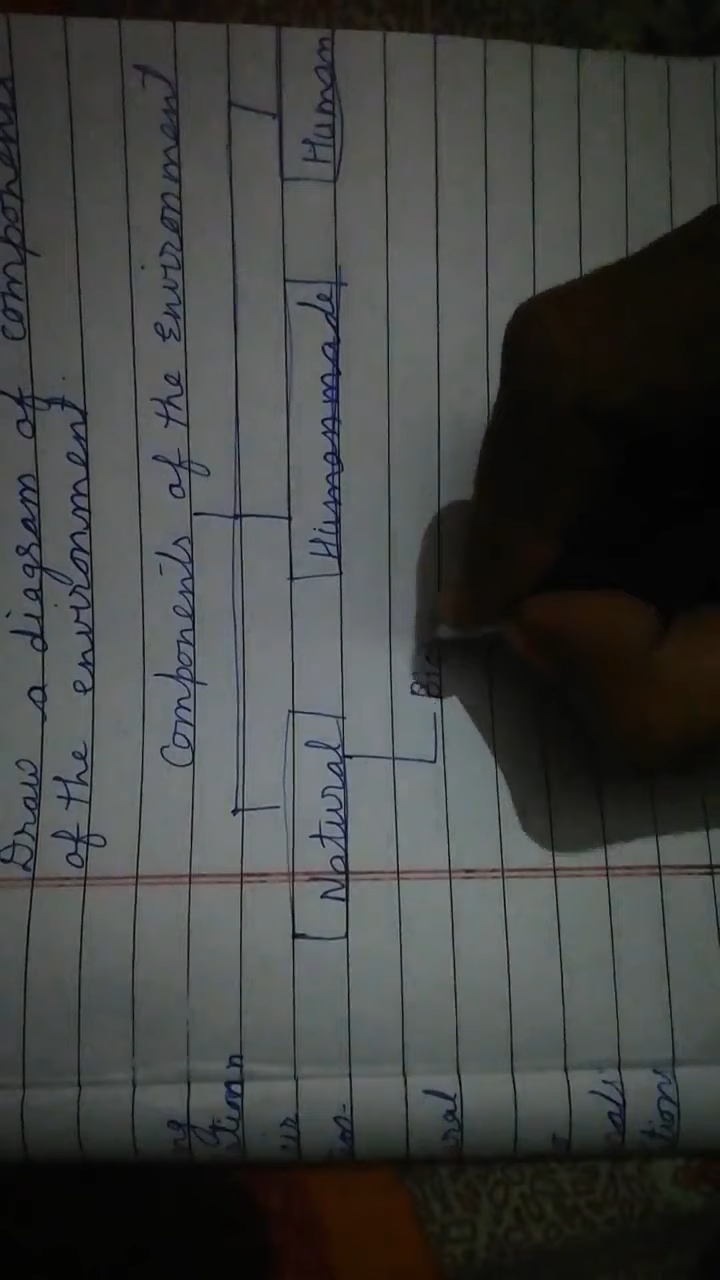 Draw a diagram of components
of the environment.
Components of the Environment
Natural Humanmade Human